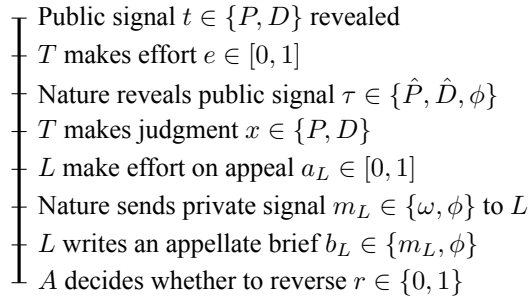 Public signal t ∈ {P, D} revealed
T makes effort e ∈ [0, 1]
Nature reveals public signal τ ∈ {P̂, D̂, ϕ}
T makes judgment x ∈ {P, D}
L make effort on appeal a_L ∈ [0, 1]
Nature sends private signal m_L ∈ {ω, ϕ} to L
L writes an appellate brief b_L ∈ {m_L, ϕ}
A decides whether to reverse r ∈ {0, 1}